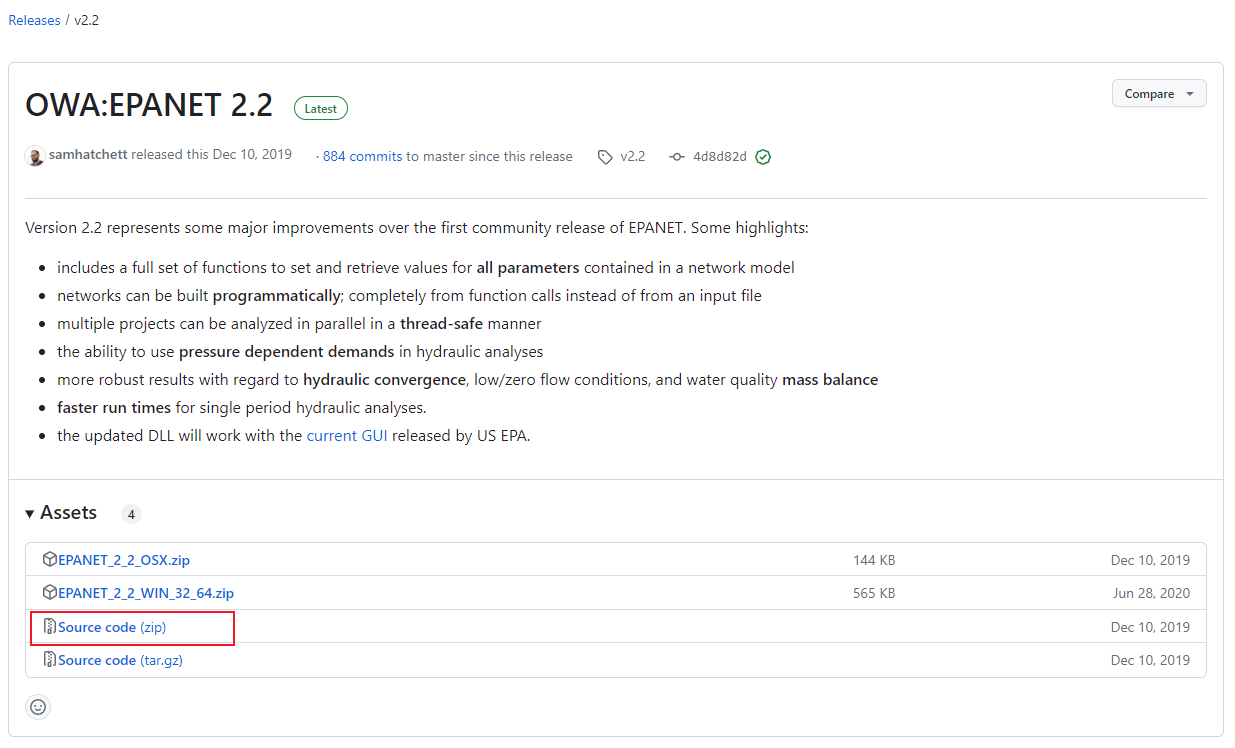 Releases / v2.2
OWA:EPANET 2.2 Latest Compare
samhatchett released this Dec 10, 2019 · 884 commits to master since this release v2.2 4d8d82d
Version 2.2 represents some major improvements over the first community release of EPANET. Some highlights:
• includes a full set of functions to set and retrieve values for all parameters contained in a network model
• networks can be built programmatically; completely from function calls instead of from an input file
• multiple projects can be analyzed in parallel in a thread-safe manner
• the ability to use pressure dependent demands in hydraulic analyses
• more robust results with regard to hydraulic convergence, low/zero flow conditions, and water quality mass balance
• faster run times for single period hydraulic analyses.
• the updated DLL will work with the current GUI released by US EPA.
Assets 4
EPANET_2_2_OSX.zip 144 KB Dec 10, 2019
EPANET_2_2_WIN_32_64.zip 565 KB Jun 28, 2020
Source code (zip) Dec 10, 2019
Source code (tar.gz) Dec 10, 2019